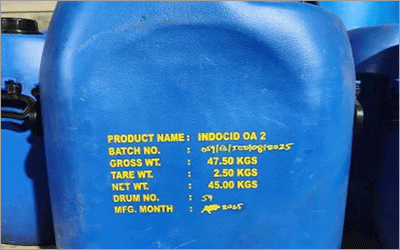 PRODUCT NAME : INDOCID OA 2
BATCH NO. :
GROSS WT. : 47.50 KGS
TARE WT. : 2.50 KGS
NET WT. : 45.00 KGS
DRUM NO. : 59
MFG. MONTH : 2025